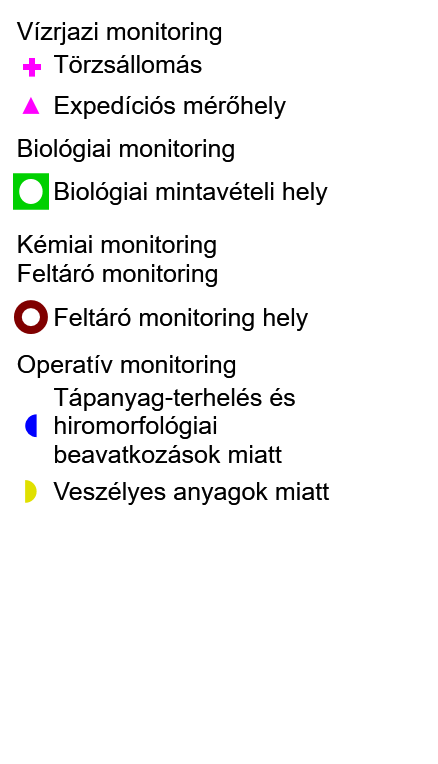 Vízrjazi monitoring
Törzsállomás
Expedíciós mérőhely
Biológiai monitoring
Biológiai mintavételi hely
Kémiai monitoring
Feltáró monitoring
Feltáró monitoring hely
Operatív monitoring
Tápanyag-terhelés és
hiromorfológiai
beavatkozások miatt
Veszélyes anyagok miatt